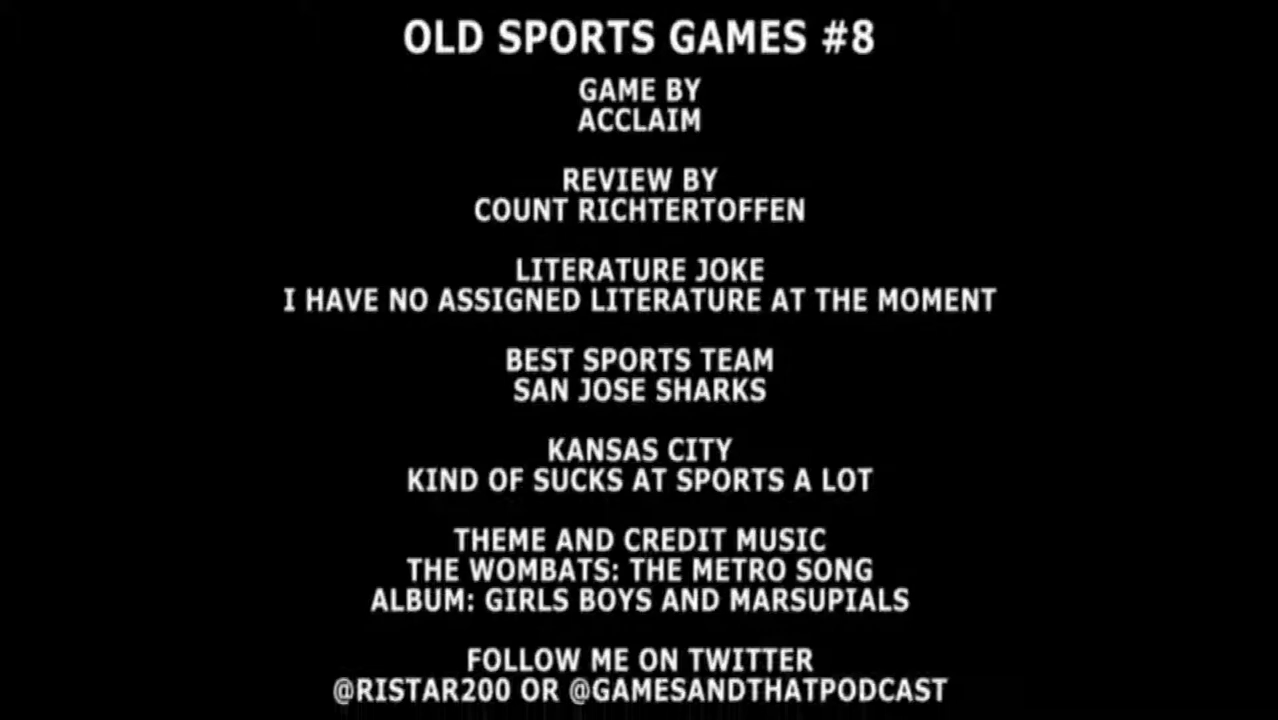 OLD SPORTS GAMES #8
GAME BY
ACCLAIM
REVIEW BY
COUNT RICHTERTOFFEN
LITERATURE JOKE
I HAVE NO ASSIGNED LITERATURE AT THE MOMENT
BEST SPORTS TEAM
SAN JOSE SHARKS
KANSAS CITY
KIND OF SUCKS AT SPORTS A LOT
THEME AND CREDIT MUSIC
THE WOMBATS: THE METRO SONG
ALBUM: GIRLS BOYS AND MARSUPIALS
FOLLOW ME ON TWITTER
@RISTAR200 OR @GAMESANDTHATPODCAST